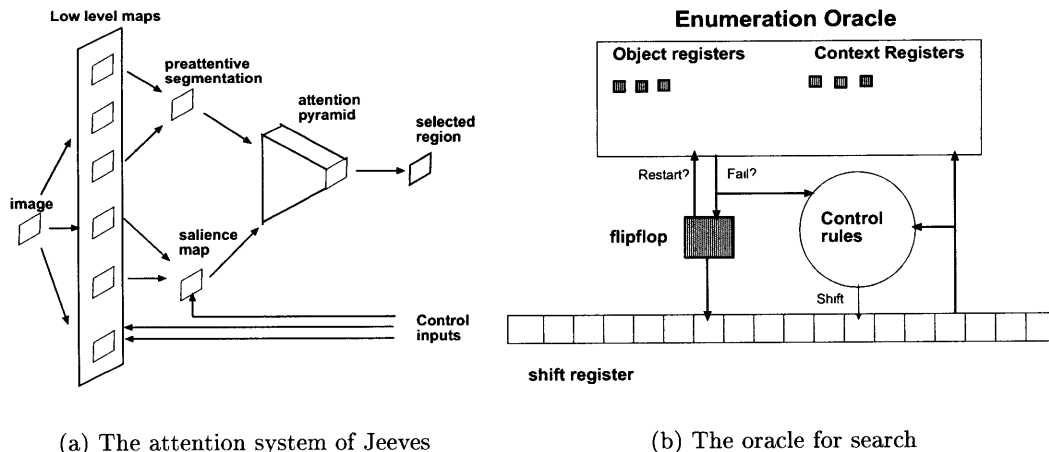 Low level maps
preattentive
segmentation
attention
pyramid
selected
region
image
salience
map
Control
inputs
(a) The attention system of Jeeves
Enumeration Oracle
Object registers
Context Registers
Restart?
Fail?
flipflop
Control
rules
Shift
shift register
(b) The oracle for search